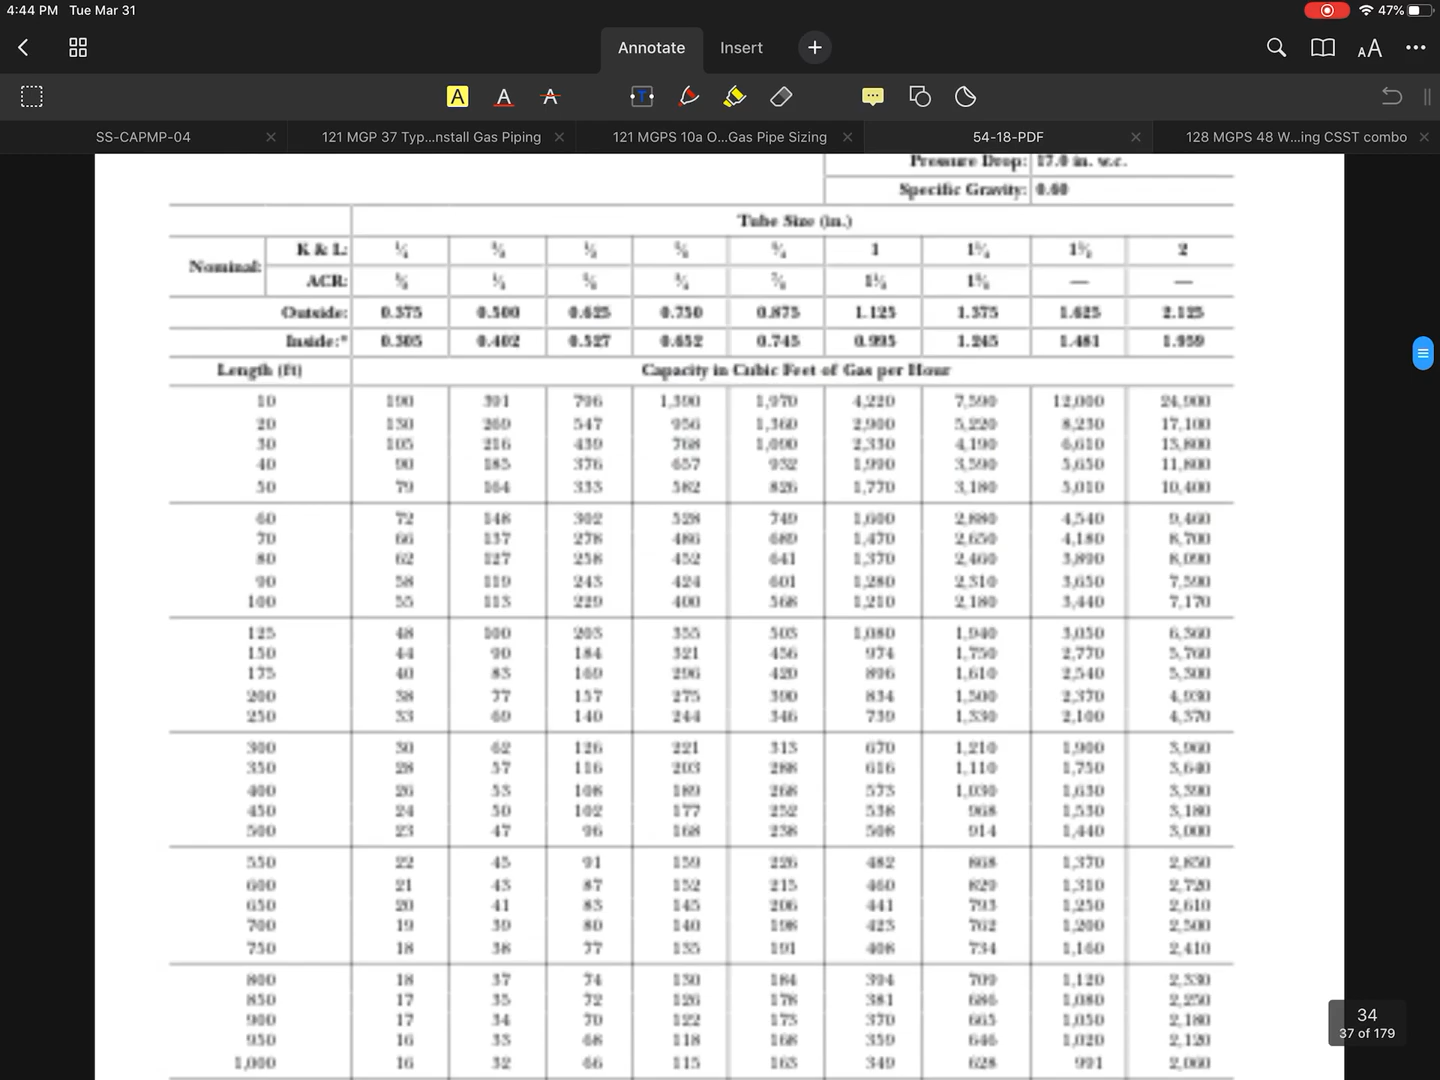 4:44 PM Tue Mar 31 47%
Annotate Insert
SS-CAPMP-04 121 MGP 37 Typ...nstall Gas Piping 121 MGPS 10a O...Gas Pipe Sizing 54-18-PDF 128 MGPS 48 W...ing CSST combo
Pressure Drop: 17.0 in. w.c.
Specific Gravity: 0.60
Tube Size (in.)
Nominal: K & L: 1/4 3/8 1/2 5/8 3/4 1 1 1/4 1 1/2 2
ACR: 3/8 1/2 5/8 3/4 7/8 1 1/8 1 3/8 — —
Outside: 0.375 0.500 0.625 0.750 0.875 1.125 1.375 1.625 2.125
Inside:* 0.305 0.402 0.527 0.652 0.745 0.995 1.245 1.481 1.959
Length (ft) Capacity in Cubic Feet of Gas per Hour
10 190 391 796 1,390 1,970 4,220 7,590 12,000 24,900
20 130 269 547 956 1,360 2,900 5,220 8,230 17,100
30 105 216 439 768 1,090 2,330 4,190 6,610 13,800
40 90 185 376 657 932 1,990 3,590 5,650 11,800
50 79 164 333 582 826 1,770 3,180 5,010 10,400
60 72 148 302 528 749 1,600 2,880 4,540 9,460
70 66 137 278 486 689 1,470 2,650 4,180 8,700
80 62 127 258 452 641 1,370 2,460 3,890 8,090
90 58 119 243 424 601 1,280 2,310 3,650 7,590
100 55 113 229 400 568 1,210 2,180 3,440 7,170
125 48 100 203 355 503 1,080 1,940 3,050 6,360
150 44 90 184 321 456 974 1,750 2,770 5,760
175 40 83 169 296 420 896 1,610 2,540 5,300
200 38 77 157 275 390 834 1,500 2,370 4,930
250 33 69 140 244 346 739 1,330 2,100 4,370
300 30 62 126 221 313 670 1,210 1,900 3,960
350 28 57 116 203 288 616 1,110 1,750 3,640
400 26 53 108 189 268 573 1,030 1,630 3,390
450 24 50 102 177 252 538 968 1,530 3,180
500 23 47 96 168 238 508 914 1,440 3,000
550 22 45 91 159 226 482 868 1,370 2,850
600 21 43 87 152 215 460 829 1,310 2,720
650 20 41 83 145 206 441 793 1,250 2,610
700 19 39 80 140 198 423 762 1,200 2,500
750 18 38 77 135 191 408 734 1,160 2,410
800 18 37 74 130 184 394 709 1,120 2,330
850 17 35 72 126 178 381 686 1,080 2,250
900 17 34 70 122 173 370 665 1,050 2,180
950 16 33 68 118 168 359 646 1,020 2,120
1,000 16 32 66 115 163 349 628 991 2,060
34
37 of 179